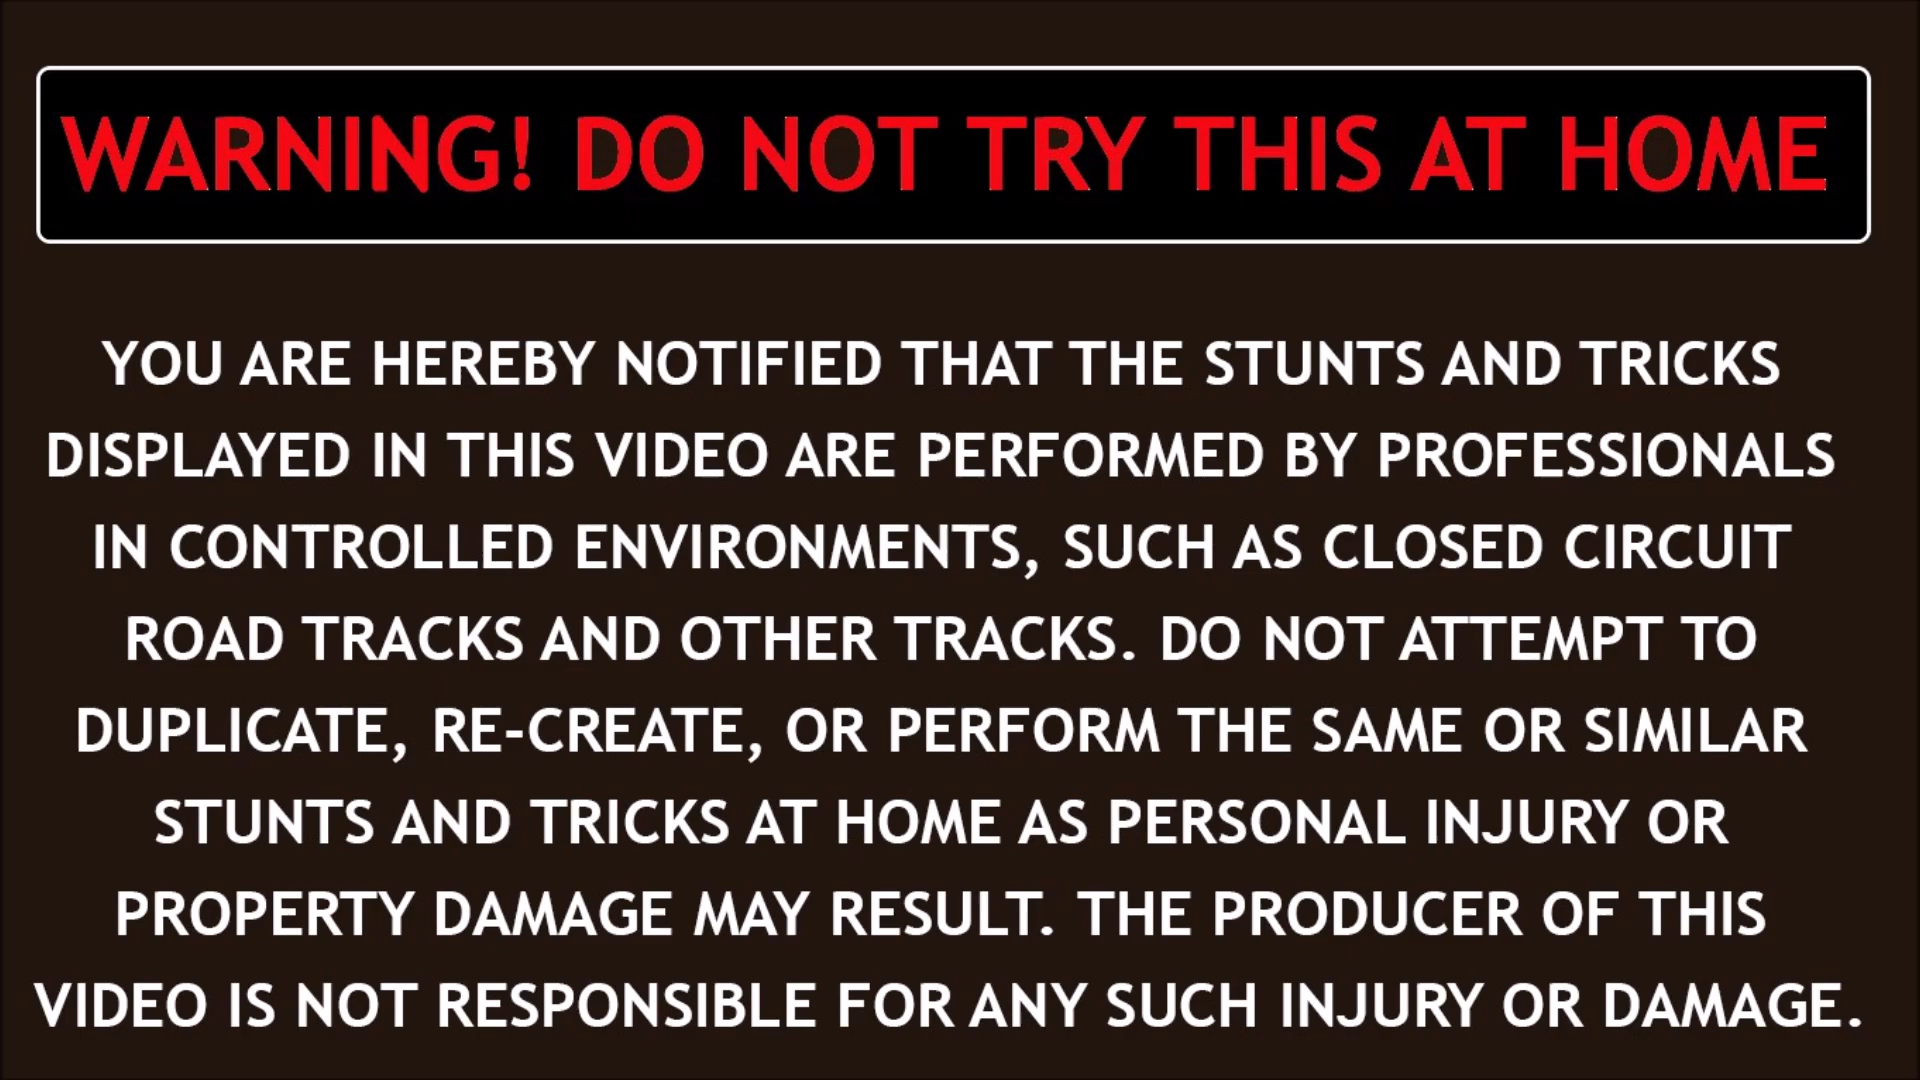 WARNING! DO NOT TRY THIS AT HOME
YOU ARE HEREBY NOTIFIED THAT THE STUNTS AND TRICKS
DISPLAYED IN THIS VIDEO ARE PERFORMED BY PROFESSIONALS
IN CONTROLLED ENVIRONMENTS, SUCH AS CLOSED CIRCUIT
ROAD TRACKS AND OTHER TRACKS. DO NOT ATTEMPT TO
DUPLICATE, RE-CREATE, OR PERFORM THE SAME OR SIMILAR
STUNTS AND TRICKS AT HOME AS PERSONAL INJURY OR
PROPERTY DAMAGE MAY RESULT. THE PRODUCER OF THIS
VIDEO IS NOT RESPONSIBLE FOR ANY SUCH INJURY OR DAMAGE.